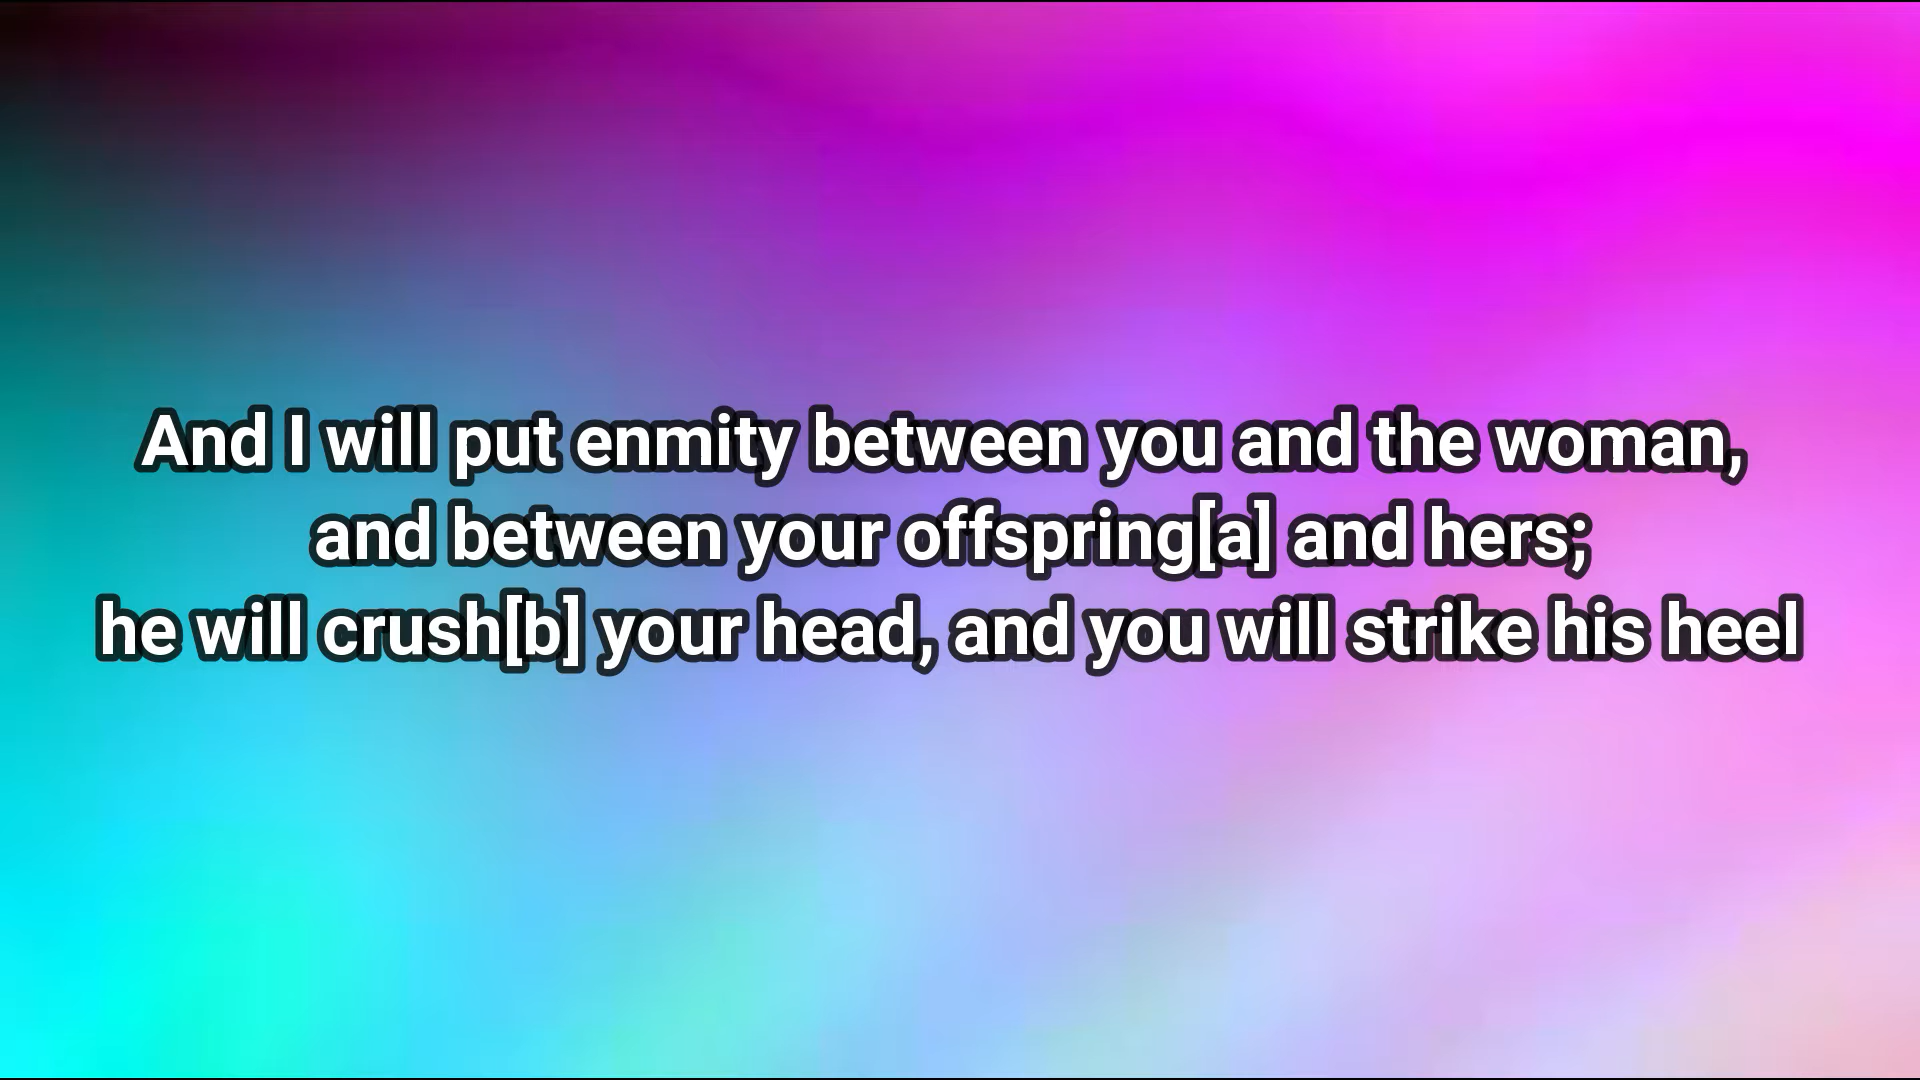 And I will put enmity between you and the woman,
and between your offspring[a] and hers;
he will crush[b] your head, and you will strike his heel